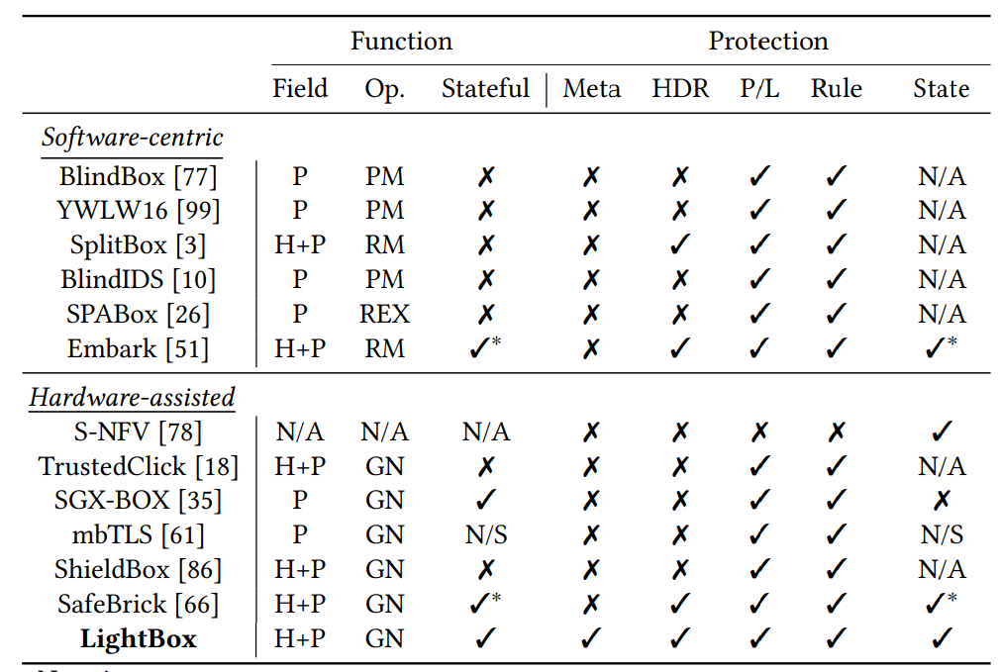 Function Protection
Field Op. Stateful Meta HDR P/L Rule State
Software-centric
BlindBox [77] P PM ✗ ✗ ✗ ✓ ✓ N/A
YWLW16 [99] P PM ✗ ✗ ✗ ✓ ✓ N/A
SplitBox [3] H+P RM ✗ ✗ ✓ ✓ ✓ N/A
BlindIDS [10] P PM ✗ ✗ ✗ ✓ ✓ N/A
SPABox [26] P REX ✗ ✗ ✗ ✓ ✓ N/A
Embark [51] H+P RM ✓* ✗ ✓ ✓ ✓ ✓*
Hardware-assisted
S-NFV [78] N/A N/A N/A ✗ ✗ ✗ ✗ ✓
TrustedClick [18] H+P GN ✗ ✗ ✗ ✓ ✓ N/A
SGX-BOX [35] P GN ✓ ✗ ✗ ✓ ✓ ✗
mbTLS [61] P GN N/S ✗ ✗ ✓ ✓ N/S
ShieldBox [86] H+P GN ✗ ✗ ✗ ✓ ✓ N/A
SafeBrick [66] H+P GN ✓* ✗ ✓ ✓ ✓ ✓*
LightBox H+P GN ✓ ✓ ✓ ✓ ✓ ✓